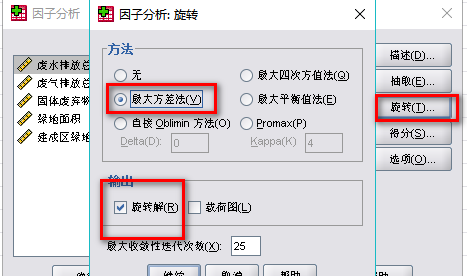 因子分析
因子分析: 旋转
方法
无
最大四次方值法(Q)
最大方差法(V)
最大平衡值法(E)
直接 Oblimin 方法(O)
Promax(P)
Delta(D): 0
Kappa(K) 4
输出
旋转解(R)
载荷图(L)
最大收敛性迭代次数(X): 25
继续
取消
帮助
废水排放总
废气排放总
固体废弃物
绿地面积
建成区绿地
描述(D)...
抽取(E)...
旋转(T)...
得分(S)...
选项(O)...